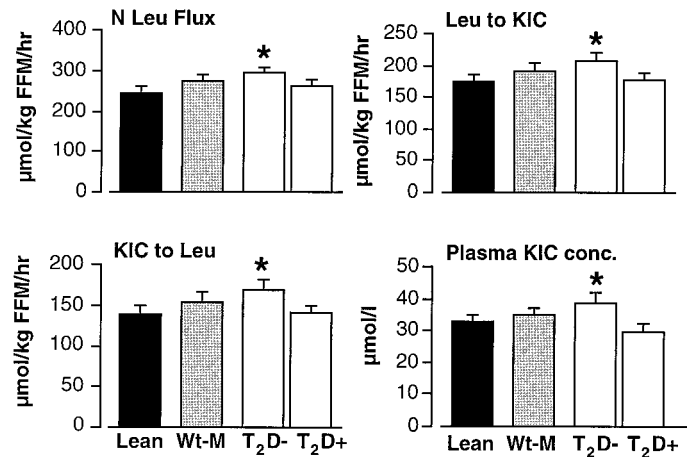 N Leu Flux
µmol/kg FFM/hr
400
300
200
100
0
*
Leu to KIC
µmol/kg FFM/hr
250
200
150
100
50
0
*
KIC to Leu
µmol/kg FFM/hr
200
150
100
50
0
*
Lean Wt-M T₂D- T₂D+
Plasma KIC conc.
µmol/l
50
40
30
20
10
0
*
Lean Wt-M T₂D- T₂D+